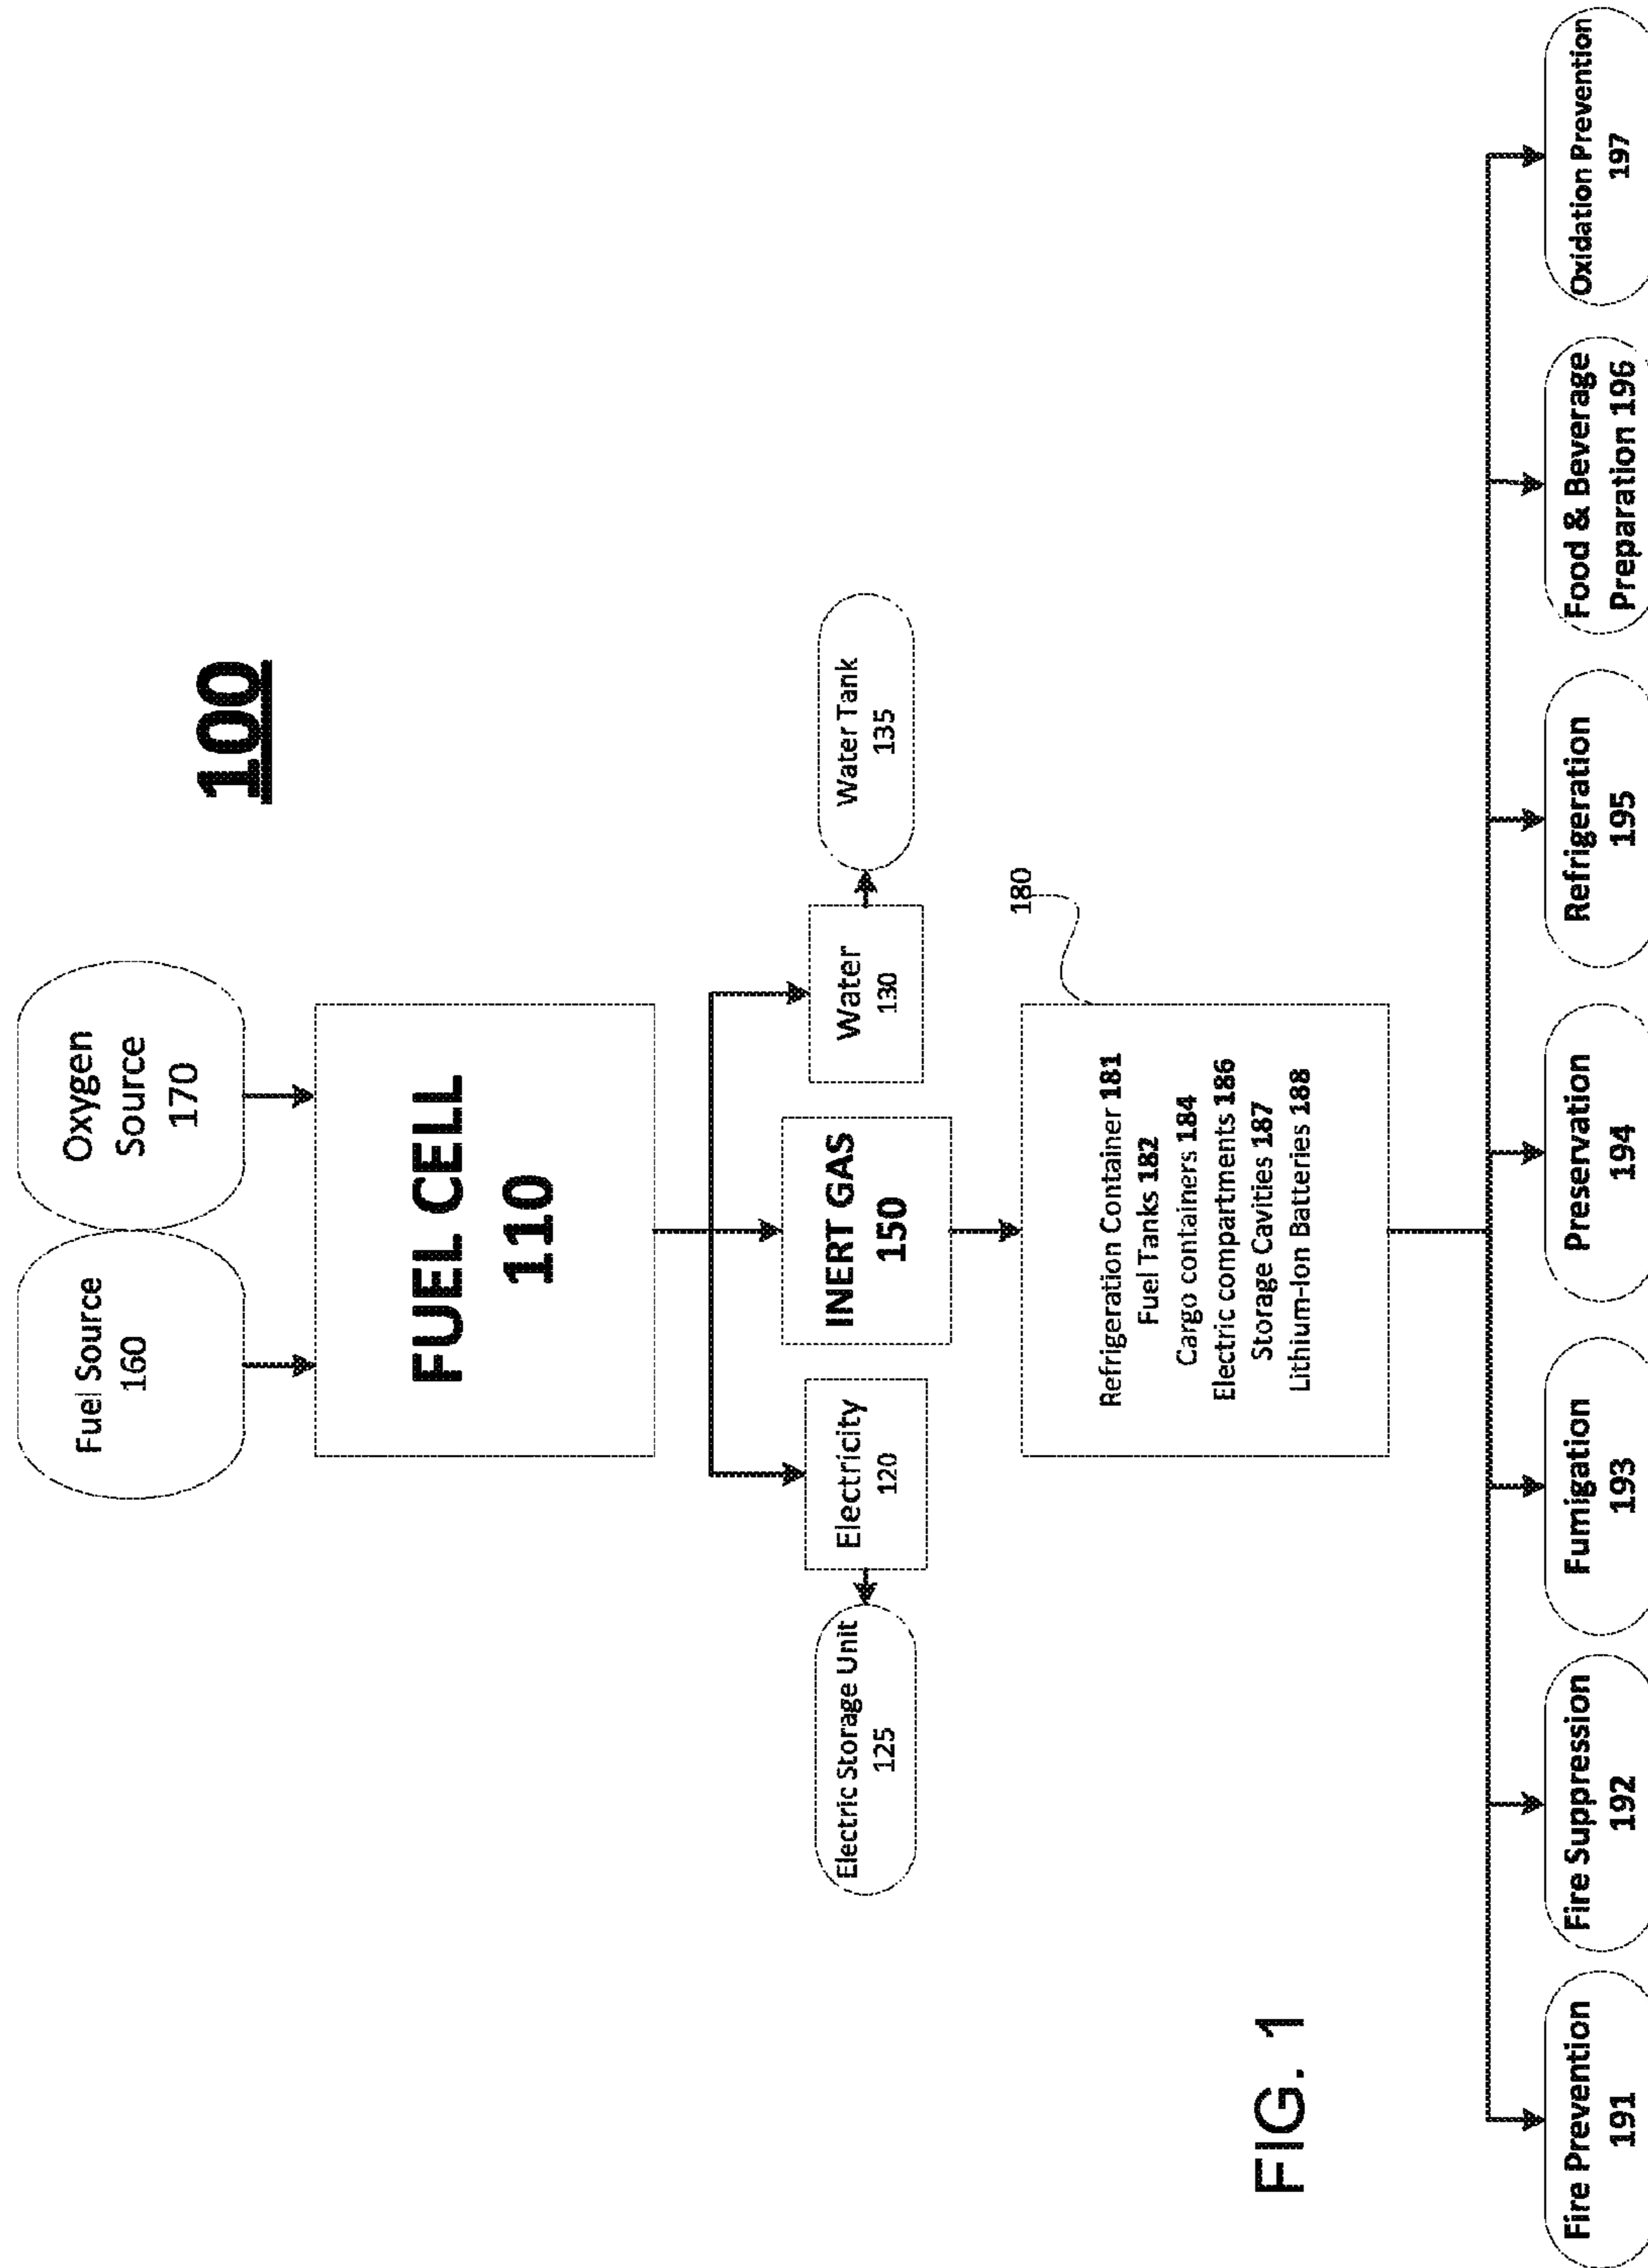 100
Fuel Source
160
Oxygen
Source
170
FUEL CELL
110
Electric Storage Unit
125
Electricity
120
INERT GAS
150
Water
130
Water Tank
135
180
Refrigeration Container 181
Fuel Tanks 182
Cargo containers 184
Electric compartments 186
Storage Cavities 187
Lithium-Ion Batteries 188
FIG. 1
Fire Prevention
191
Fire Suppression
192
Fumigation
193
Preservation
194
Refrigeration
195
Food & Beverage
Preparation 196
Oxidation Prevention
197